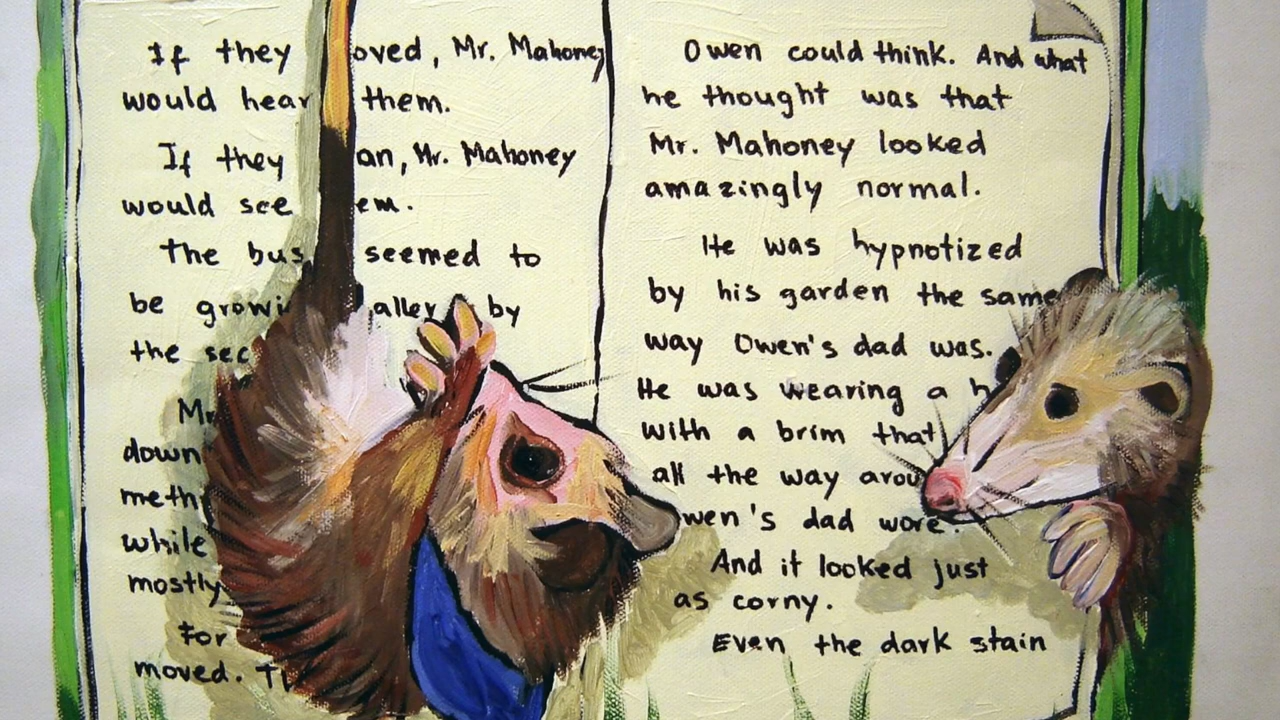 If they oved, Mr. Mahoney
would hear them.
If they an, Mr. Mahoney
would see em.
The bus seemed to
be growi aller by
the sec
M
down
meth
while
mostly
For
moved. T
Owen could think. And what
he thought was that
Mr. Mahoney looked
amazingly normal.
He was hypnotized
by his garden the same
way Owen's dad was.
He was wearing a h
with a brim that
all the way arou
wen's dad wore.
And it looked just
as corny.
Even the dark stain